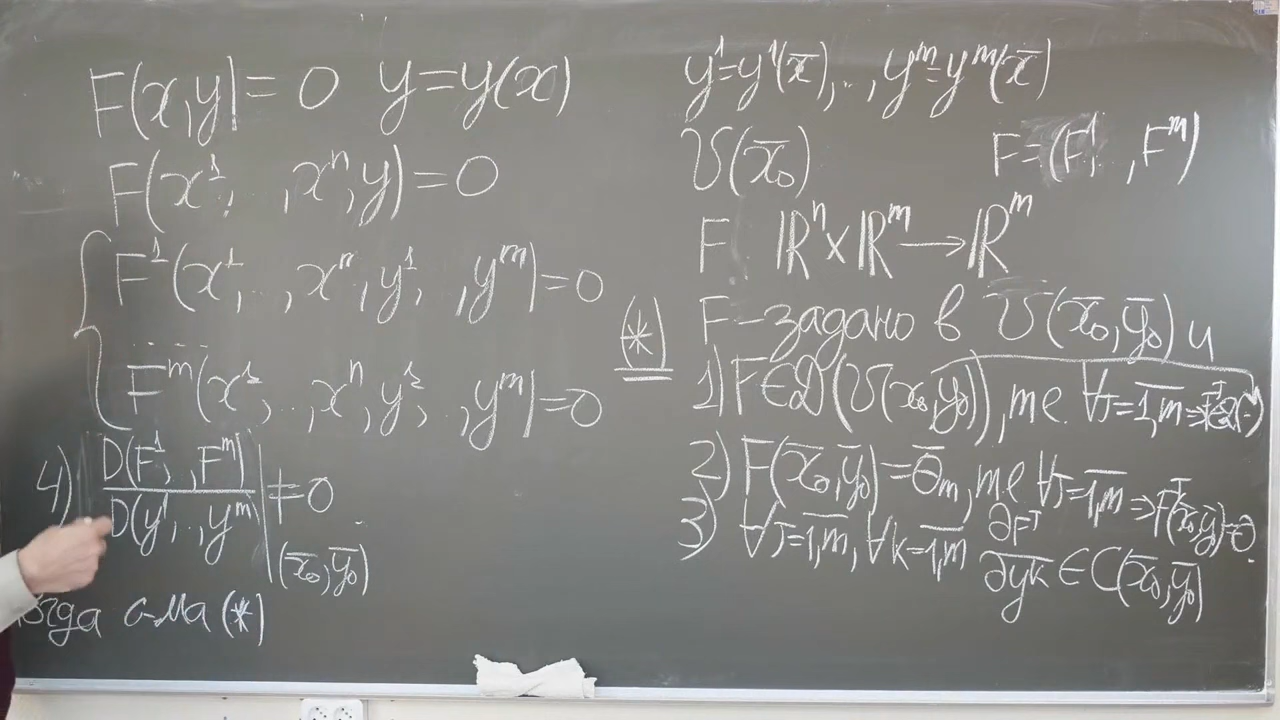 F(x,y)=0 y=y(x)
F(x¹,..,xⁿ,y)=0
F¹(x¹,..,xⁿ,y¹,..,yᵐ)=0
.....
Fᵐ(x¹,..,xⁿ,y¹,..,yᵐ)=0
(*)
y¹=y¹(x̄),..,yᵐ=yᵐ(x̄)
U(x̄₀) F=(F¹,..,Fᵐ)
F: ℝⁿ×ℝᵐ→ℝᵐ
F-задано в U(x̄₀,ȳ₀) и
1) F∈D(U(x̄₀,ȳ₀)), т.е. ∀j=1,m⇒Fʲ∈D(·)
2) F(x̄₀,ȳ₀)=θ̄ₘ, т.е ∀j=1,m⇒Fʲ(x̄₀,ȳ₀)=0.
3) ∀j=1,m, ∀k=1,m ∂Fʲ/∂yᵏ∈C(x̄₀,ȳ₀)
4) D(F¹,..,Fᵐ)/D(y¹,..,yᵐ)|(x̄₀,ȳ₀)≠0.
с-ма (*)